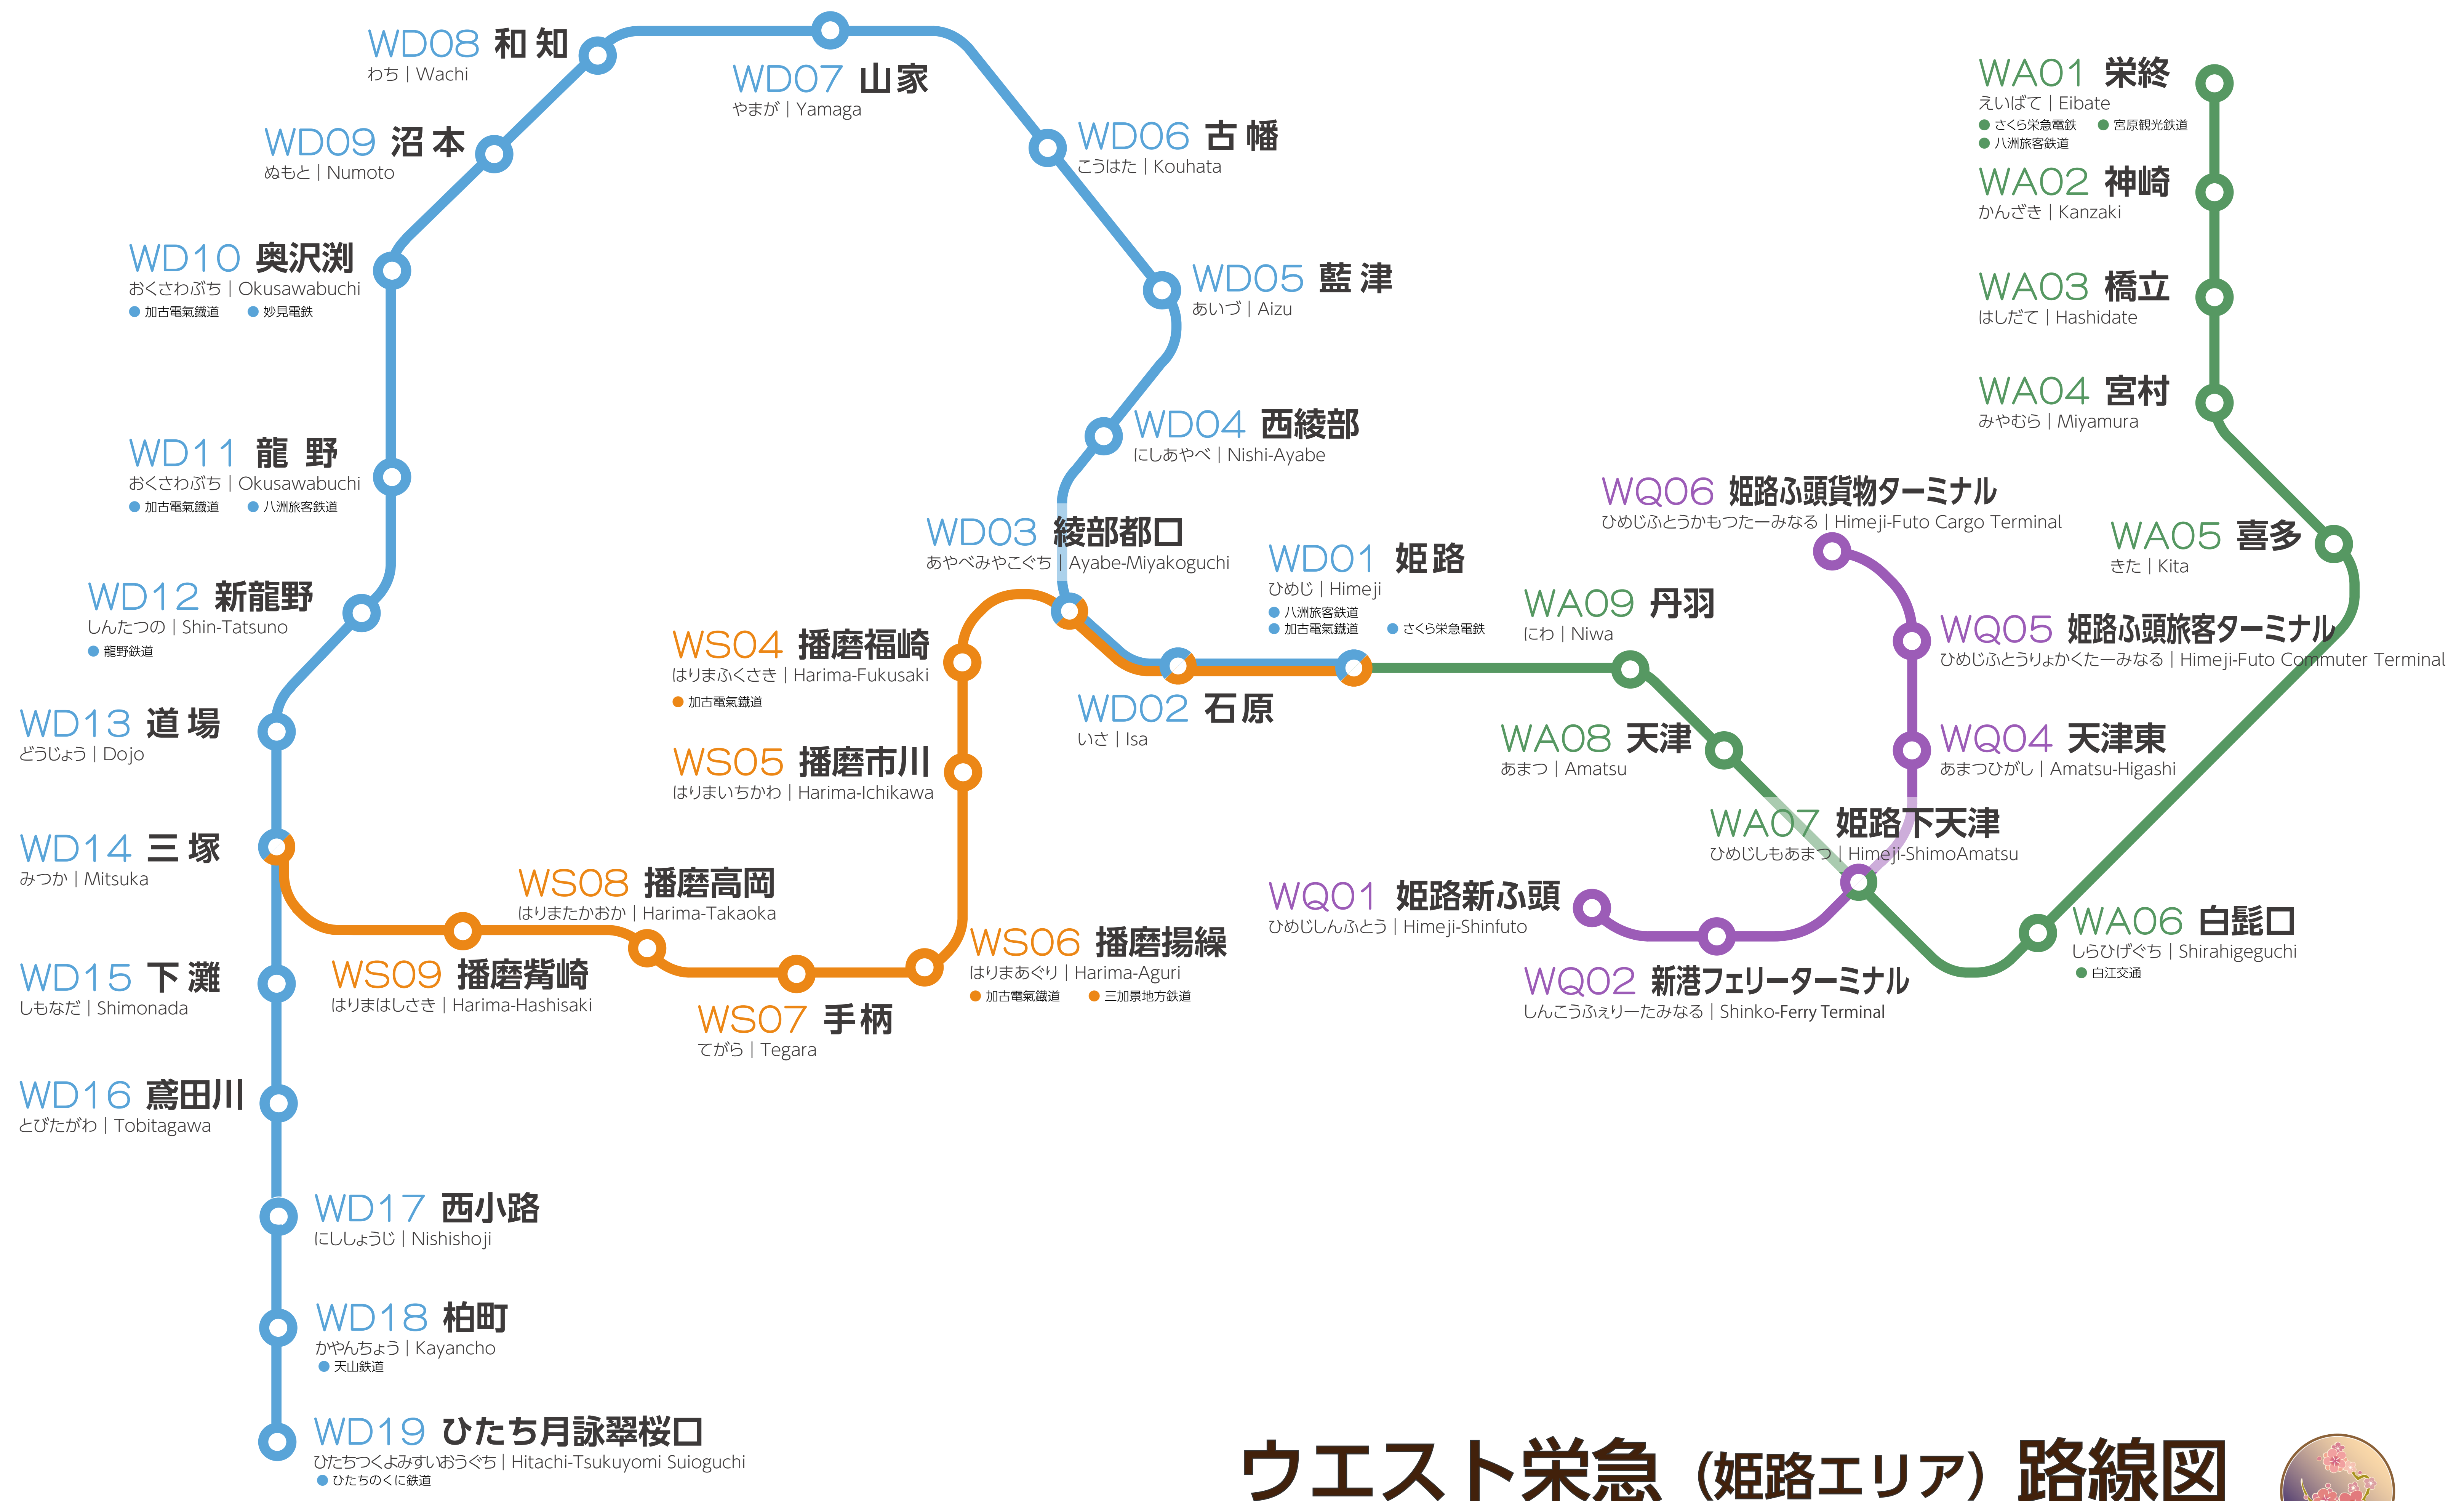 WD08 和知
わち｜Wachi
WD07 山家
やまが｜Yamaga
WD09 沼本
ぬもと｜Numoto
WD06 古幡
こうはた｜Kouhata
WD10 奥沢渕
おくさわぶち｜Okusawabuchi
加古電氣鐵道 妙見電鉄
WD05 藍津
あいづ｜Aizu
WD11 龍野
おくさわぶち｜Okusawabuchi
加古電氣鐵道 八洲旅客鉄道
WD04 西綾部
にしあやべ｜Nishi-Ayabe
WD03 綾部都口
あやべみやこぐち｜Ayabe-Miyakoguchi
WD01 姫路
ひめじ｜Himeji
八洲旅客鉄道
加古電氣鐵道 さくら栄急電鉄
WD02 石原
いさ｜Isa
WD12 新龍野
しんたつの｜Shin-Tatsuno
龍野鉄道
WD13 道場
どうじょう｜Dojo
WD14 三塚
みつか｜Mitsuka
WD15 下灘
しもなだ｜Shimonada
WD16 鳶田川
とびたがわ｜Tobitagawa
WD17 西小路
にししょうじ｜Nishishoji
WD18 柏町
かやんちょう｜Kayancho
天山鉄道
WD19 ひたち月詠翠桜口
ひたちつくよみすいおうぐち｜Hitachi-Tsukuyomi Suioguchi
ひたちのくに鉄道
WS04 播磨福崎
はりまふくさき｜Harima-Fukusaki
加古電氣鐵道
WS05 播磨市川
はりまいちかわ｜Harima-Ichikawa
WS06 播磨揚繰
はりまあぐり｜Harima-Aguri
加古電氣鐵道 三加景地方鉄道
WS07 手柄
てがら｜Tegara
WS08 播磨高岡
はりまたかおか｜Harima-Takaoka
WS09 播磨觜崎
はりまはしさき｜Harima-Hashisaki
WA01 栄終
えいばて｜Eibate
さくら栄急電鉄 宮原観光鉄道
八洲旅客鉄道
WA02 神崎
かんざき｜Kanzaki
WA03 橋立
はしだて｜Hashidate
WA04 宮村
みやむら｜Miyamura
WA05 喜多
きた｜Kita
WQ06 姫路ふ頭貨物ターミナル
ひめじふとうかもつたーみなる｜Himeji-Futo Cargo Terminal
WQ05 姫路ふ頭旅客ターミナル
ひめじふとうりょかくたーみなる｜Himeji-Futo Commuter Terminal
WQ04 天津東
あまつひがし｜Amatsu-Higashi
WA09 丹羽
にわ｜Niwa
WA08 天津
あまつ｜Amatsu
WA07 姫路下天津
ひめじしもあまつ｜Himeji-ShimoAmatsu
WA06 白髭口
しらひげぐち｜Shirahigeguchi
白江交通
WQ01 姫路新ふ頭
ひめじしんふとう｜Himeji-Shinfuto
WQ02 新港フェリーターミナル
しんこうふぇりーたみなる｜Shinko-Ferry Terminal
ウエスト栄急（姫路エリア）路線図